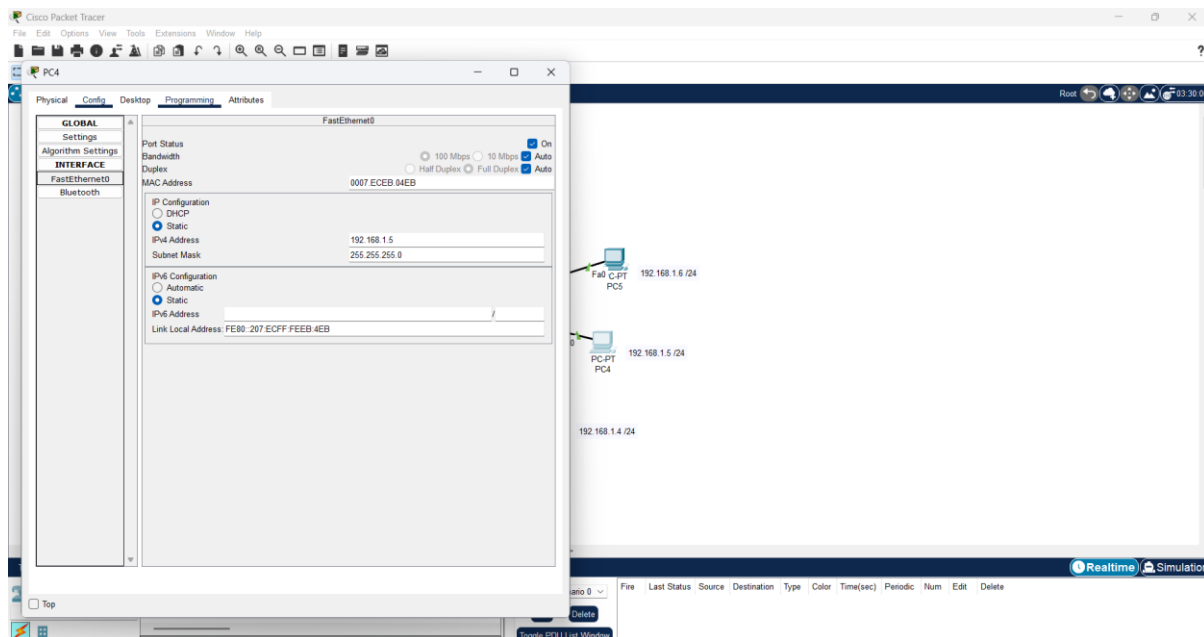 Cisco Packet Tracer
File Edit Options View Tools Extensions Window Help
?
PC4
Root 03:30:0
Physical Config Desktop Programming Attributes
GLOBAL
Settings
Algorithm Settings
INTERFACE
FastEthernet0
Bluetooth
FastEthernet0
Port Status On
Bandwidth 100 Mbps 10 Mbps Auto
Duplex Half Duplex Full Duplex Auto
MAC Address 0007.ECEB.04EB
IP Configuration
DHCP
Static
IPv4 Address 192.168.1.5
Subnet Mask 255.255.255.0
IPv6 Configuration
Automatic
Static
IPv6 Address /
Link Local Address: FE80::207:ECFF:FEEB:4EB
Top
Fa0 C-PT 192.168.1.6 /24
PC5
0
PC-PT 192.168.1.5 /24
PC4
192.168.1.4 /24
Realtime Simulation
ario 0 Fire Last Status Source Destination Type Color Time(sec) Periodic Num Edit Delete
Delete
Toggle PDU List Window